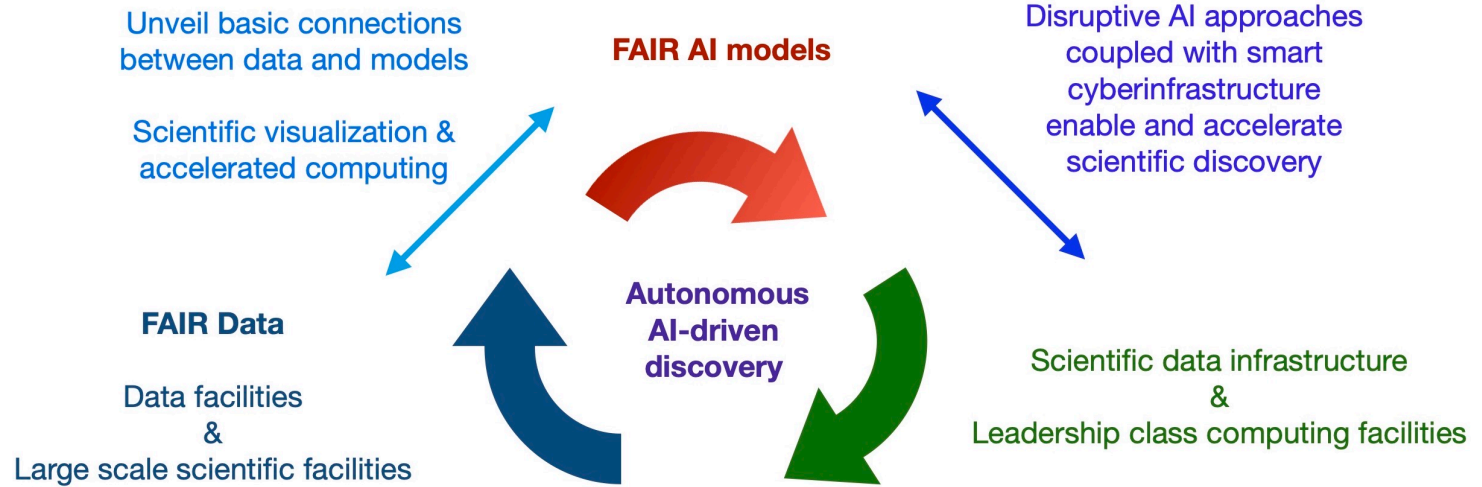 Unveil basic connections
between data and models
Scientific visualization &
accelerated computing
FAIR AI models
Disruptive AI approaches
coupled with smart
cyberinfrastructure
enable and accelerate
scientific discovery
FAIR Data
Data facilities
&
Large scale scientific facilities
Autonomous
AI-driven
discovery
Scientific data infrastructure
&
Leadership class computing facilities